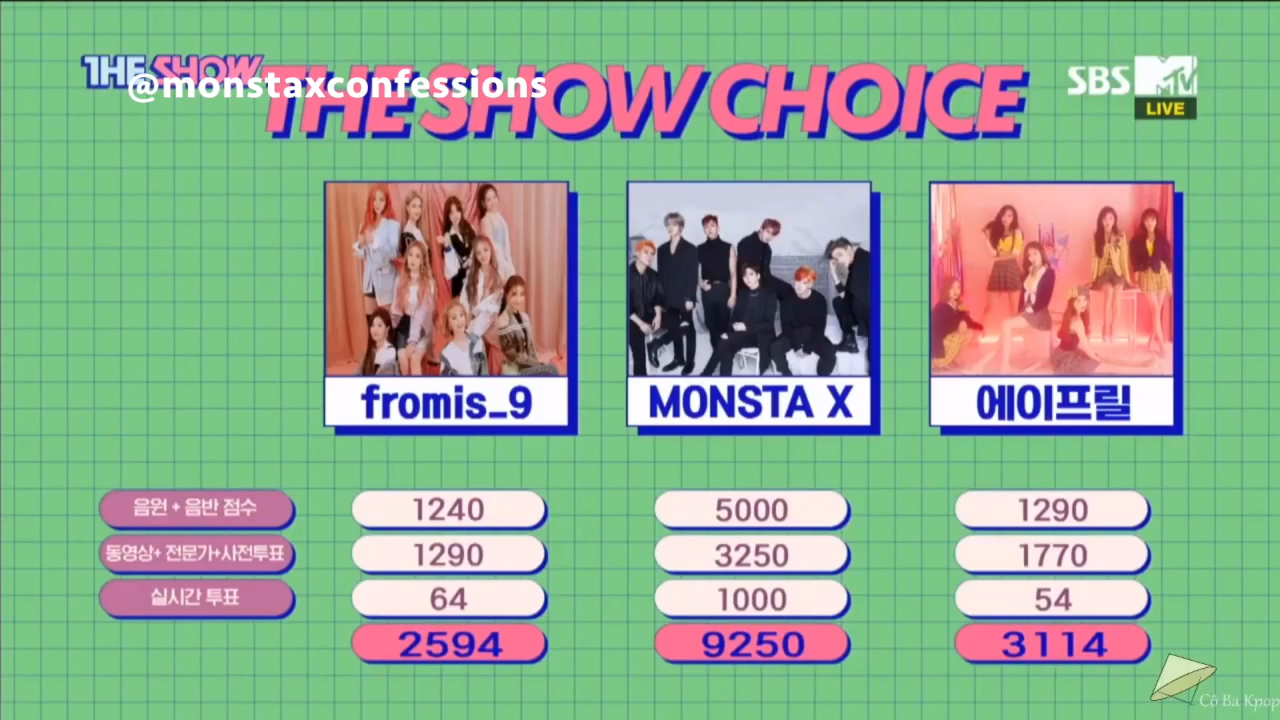 THE SHOW
@monstaxconfessions
THE SHOW CHOICE
SBS MTV
LIVE
fromis_9
MONSTA X
에이프릴
음원 + 음반 점수 1240 5000 1290
동영상+ 전문가+사전투표 1290 3250 1770
실시간 투표 64 1000 54
2594 9250 3114
Cô Ba Kpop